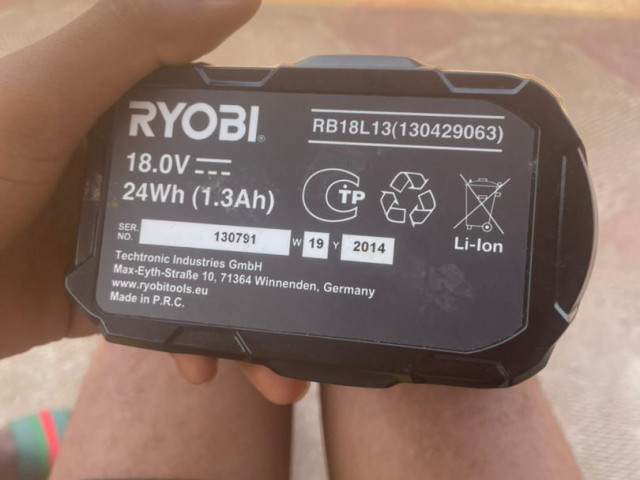 RYOBI®
RB18L13(130429063)
18.0V
24Wh (1.3Ah)
TP
Li-Ion
SER. NO. 130791 W 19 Y 2014
Techtronic Industries GmbH
Max-Eyth-Straße 10, 71364 Winnenden, Germany
www.ryobitools.eu
Made in P.R.C.